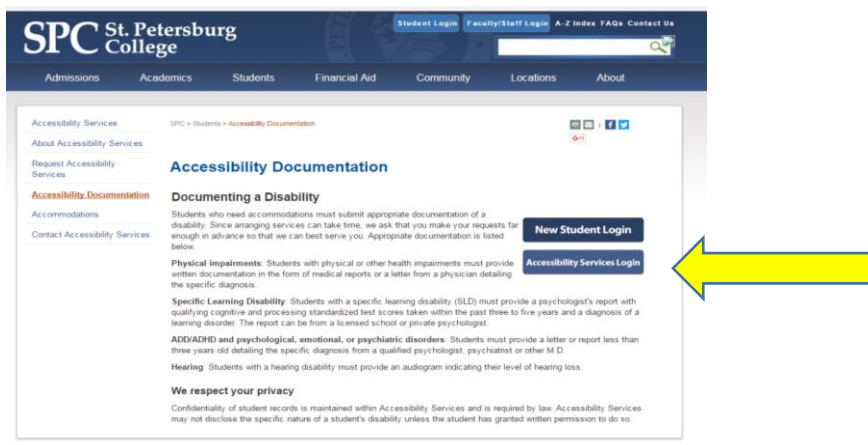 SPC St. Petersburg College
Student Login Faculty/Staff Login A-Z Index FAQs Contact Us
Admissions Academics Students Financial Aid Community Locations About
Accessibility Services
About Accessibility Services
Request Accessibility
Services
Accessibility Documentation
Accommodations
Contact Accessibility Services
SPC > Students > Accessibility Documentation
G+1
Accessibility Documentation
Documenting a Disability
Students who need accommodations must submit appropriate documentation of a
disability. Since arranging services can take time, we ask that you make your requests far
enough in advance so that we can best serve you. Appropriate documentation is listed
below.
New Student Login
Accessibility Services Login
Physical impairments: Students with physical or other health impairments must provide
written documentation in the form of medical reports or a letter from a physician detailing
the specific diagnosis.
Specific Learning Disability: Students with a specific learning disability (SLD) must provide a psychologist's report with
qualifying cognitive and processing standardized test scores taken within the past three to five years and a diagnosis of a
learning disorder. The report can be from a licensed school or private psychologist.
ADD/ADHD and psychological, emotional, or psychiatric disorders: Students must provide a letter or report less than
three years old detailing the specific diagnosis from a qualified psychologist, psychiatrist or other M.D.
Hearing: Students with a hearing disability must provide an audiogram indicating their level of hearing loss.
We respect your privacy
Confidentiality of student records is maintained within Accessibility Services and is required by law. Accessibility Services
may not disclose the specific nature of a student's disability unless the student has granted written permission to do so.